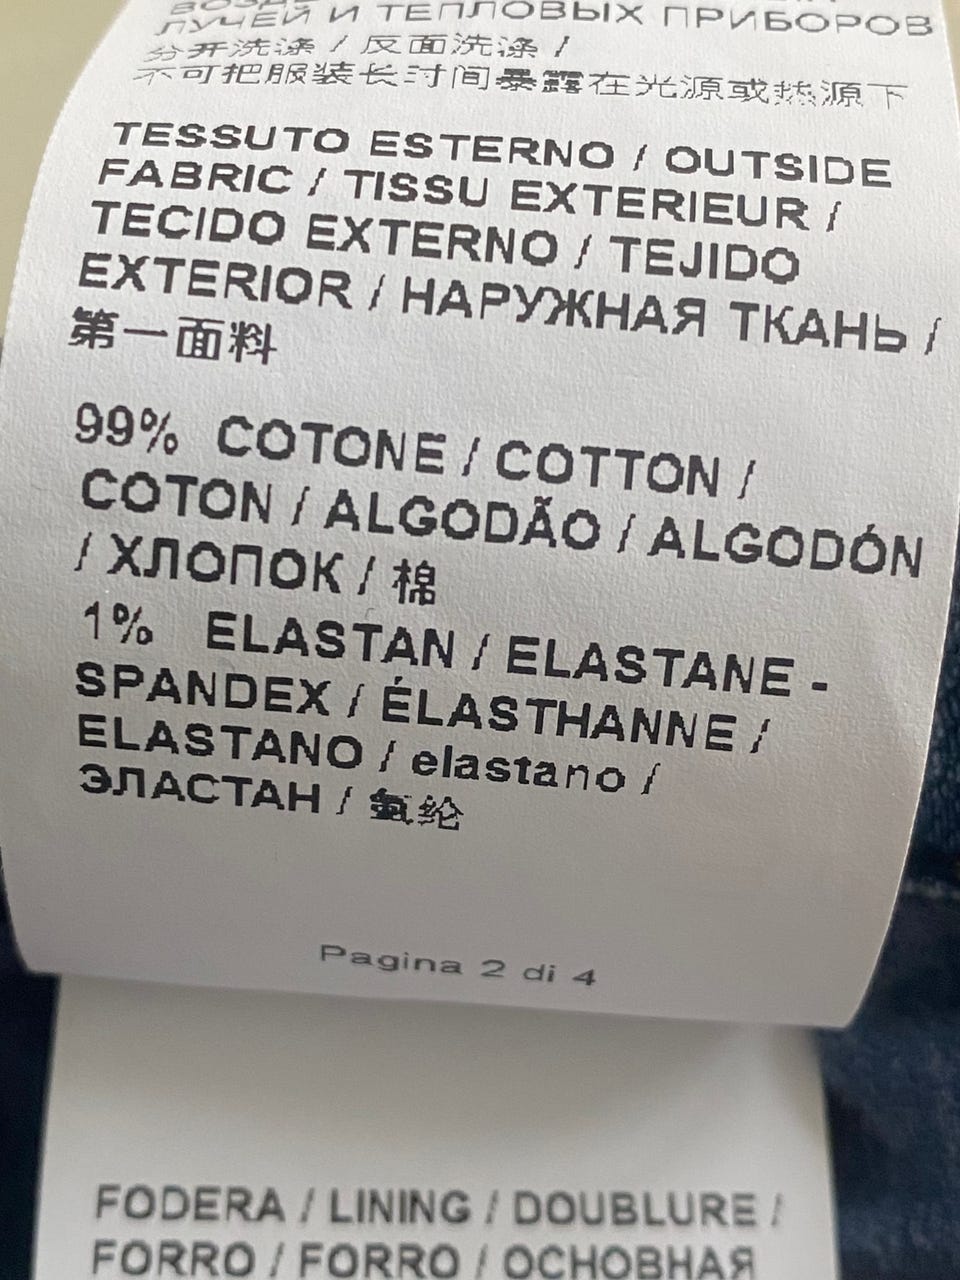 ЛУЧЕЙ И ТЕПЛОВЫХ ПРИБОРОВ
分开洗涤 / 反面洗涤 /
不可把服装长时间暴露在光源或热源下
TESSUTO ESTERNO / OUTSIDE
FABRIC / TISSU EXTERIEUR /
TECIDO EXTERNO / TEJIDO
EXTERIOR / НАРУЖНАЯ ТКАНЬ /
第一面料
99% COTONE / COTTON /
COTON / ALGODÃO / ALGODÓN
/ ХЛОПОК / 棉
1% ELASTAN / ELASTANE -
SPANDEX / ÉLASTHANNE /
ELASTANO / elastano /
ЭЛАСТАН / 氨纶
Pagina 2 di 4
FODERA / LINING / DOUBLURE /
FORRO / FORRO / ОСНОВНАЯ